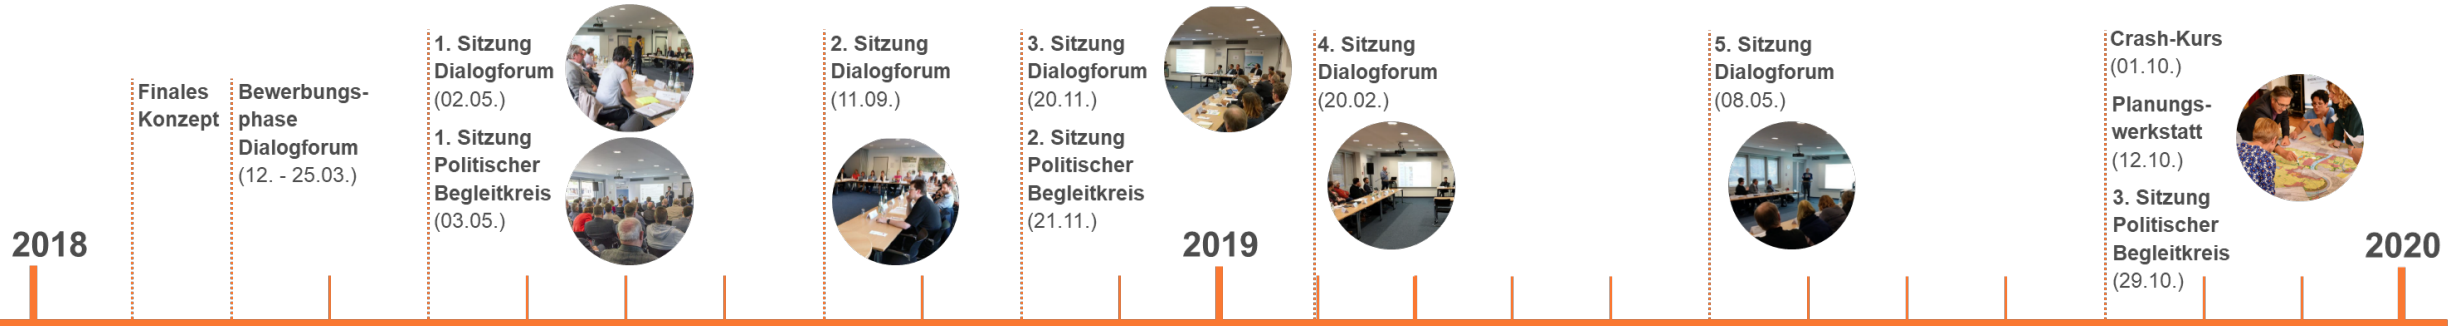 2018
Finales
Konzept
Bewerbungs-
phase
Dialogforum
(12. - 25.03.)
1. Sitzung
Dialogforum
(02.05.)
1. Sitzung
Politischer
Begleitkreis
(03.05.)
2. Sitzung
Dialogforum
(11.09.)
3. Sitzung
Dialogforum
(20.11.)
2. Sitzung
Politischer
Begleitkreis
(21.11.)
2019
4. Sitzung
Dialogforum
(20.02.)
5. Sitzung
Dialogforum
(08.05.)
Crash-Kurs
(01.10.)
Planungs-
werkstatt
(12.10.)
3. Sitzung
Politischer
Begleitkreis
(29.10.)
2020